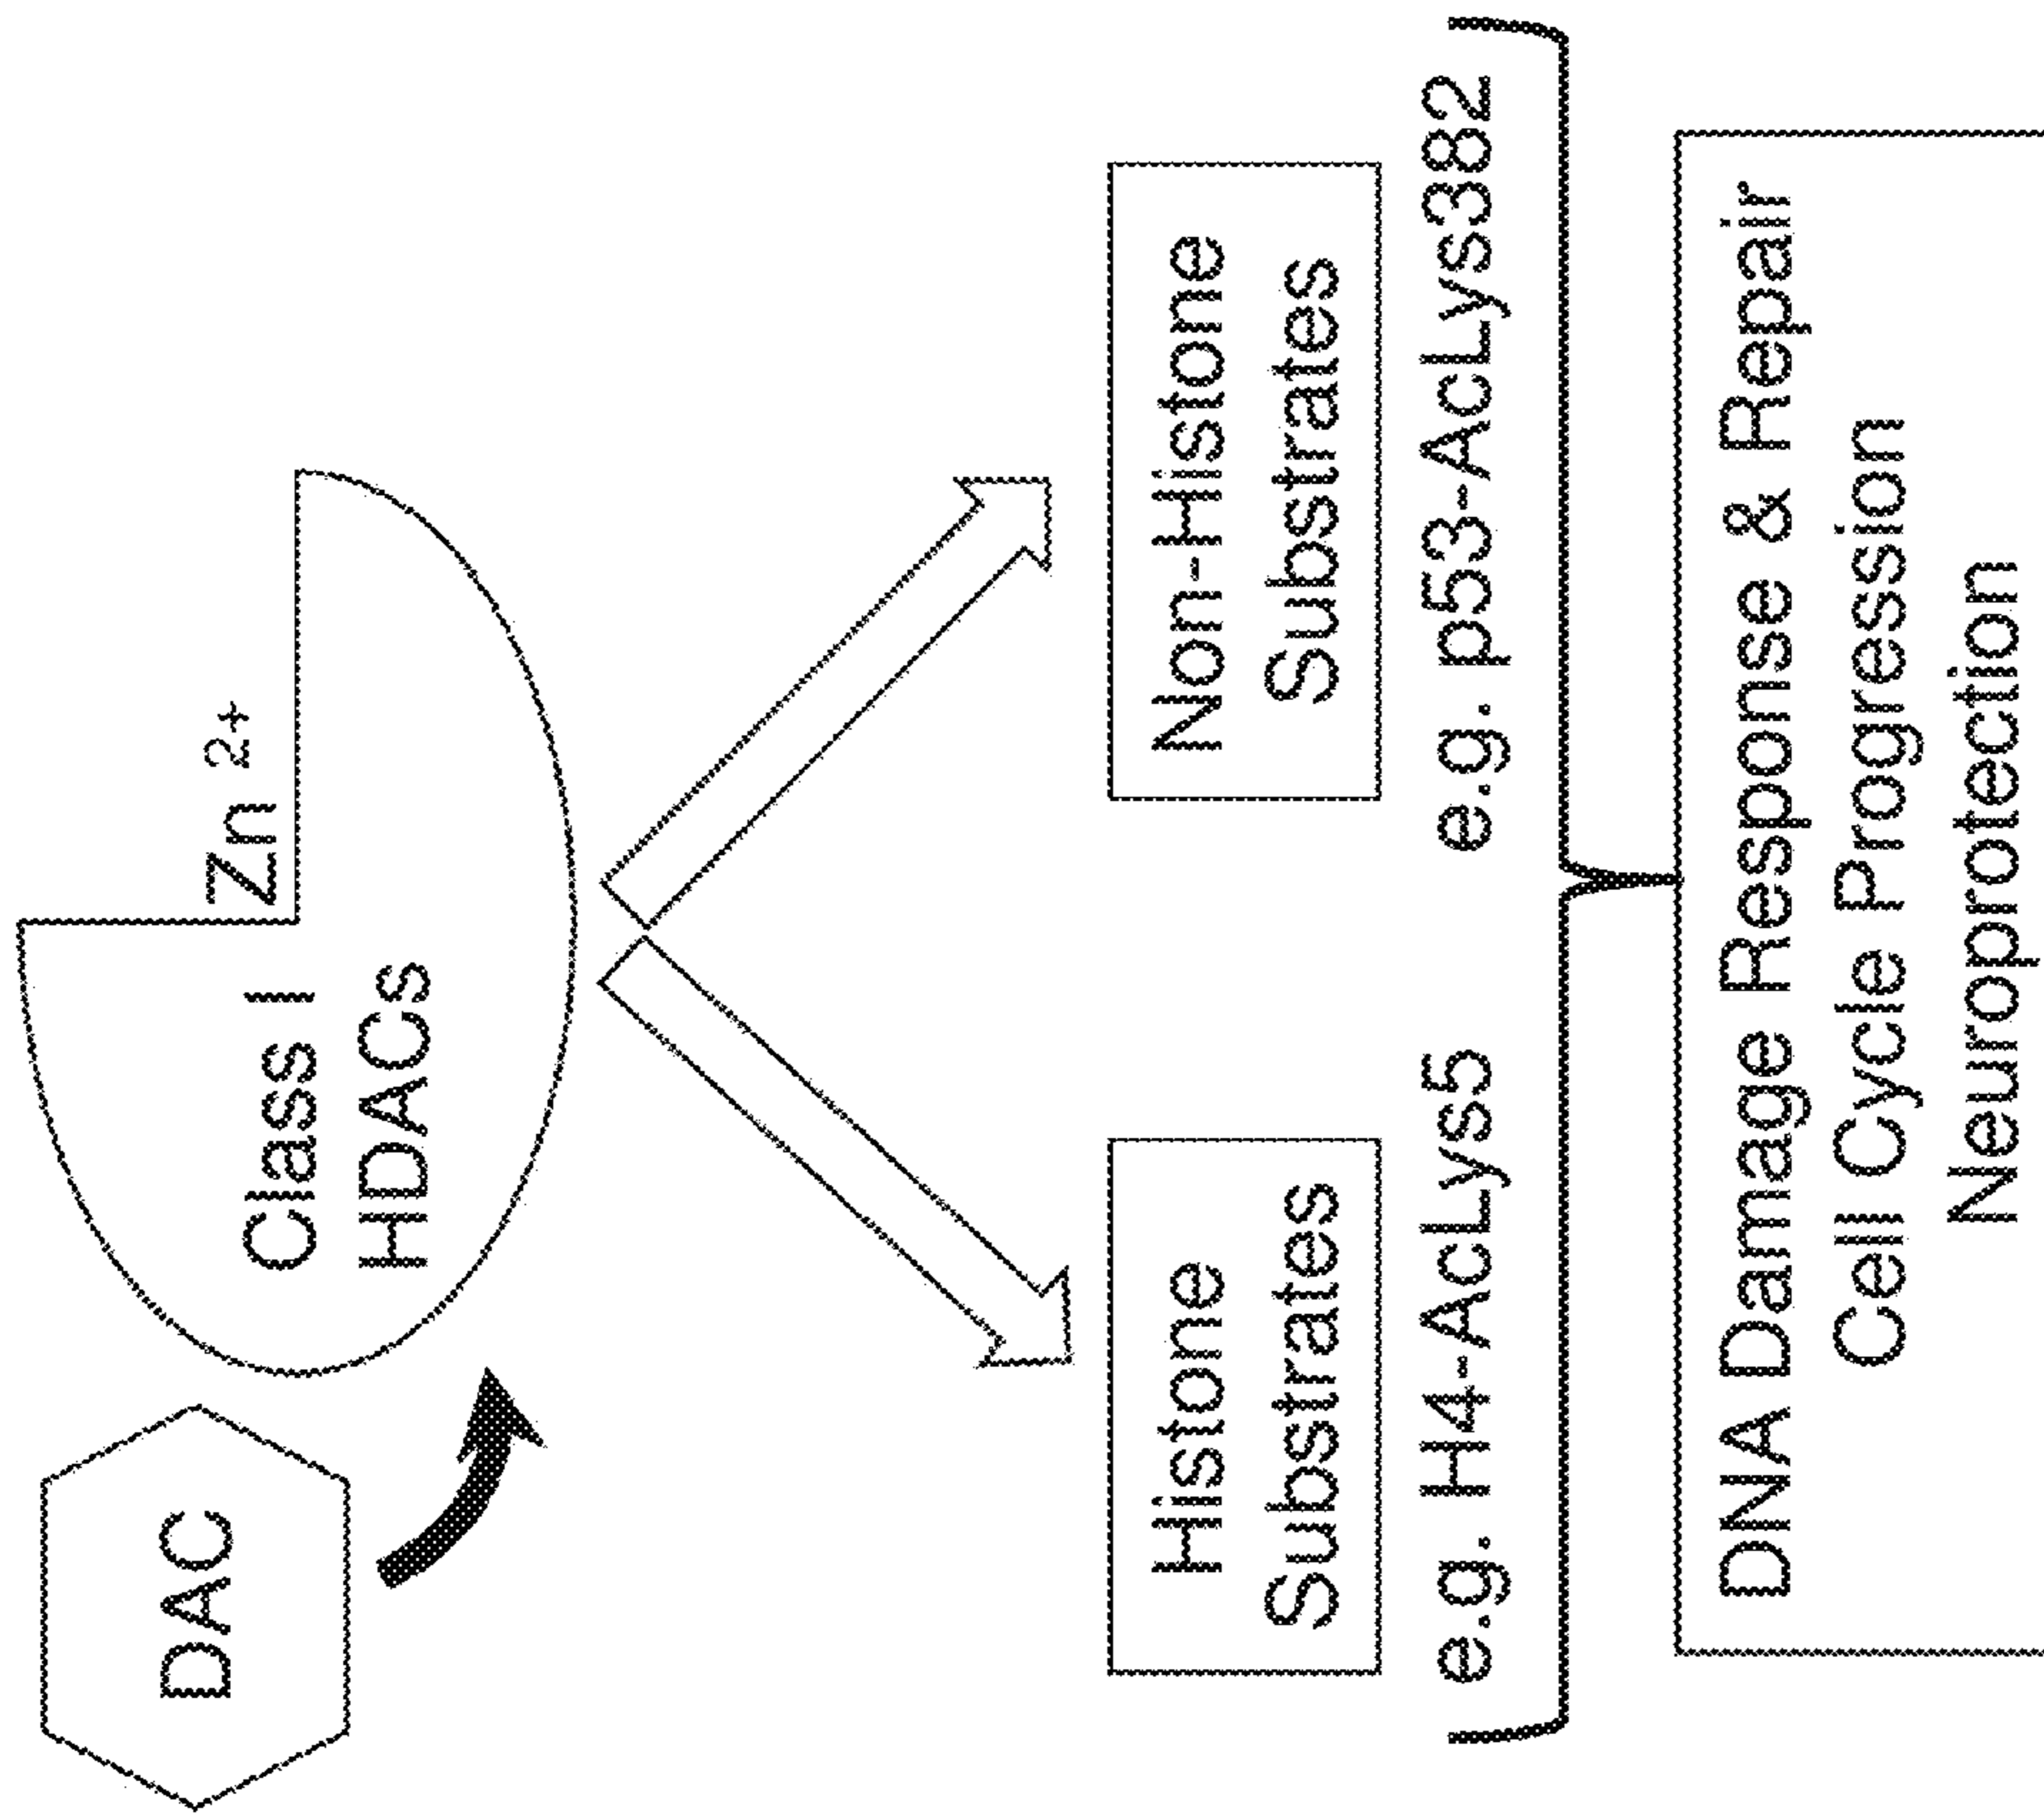 DAC
Class I
HDACs
Zn 2+
Histone
Substrates
e.g. H4-AcLys5
Non-Histone
Substrates
e.g. p53-AcLys382
DNA Damage Response & Repair
Cell Cycle Progression
Neuroprotection